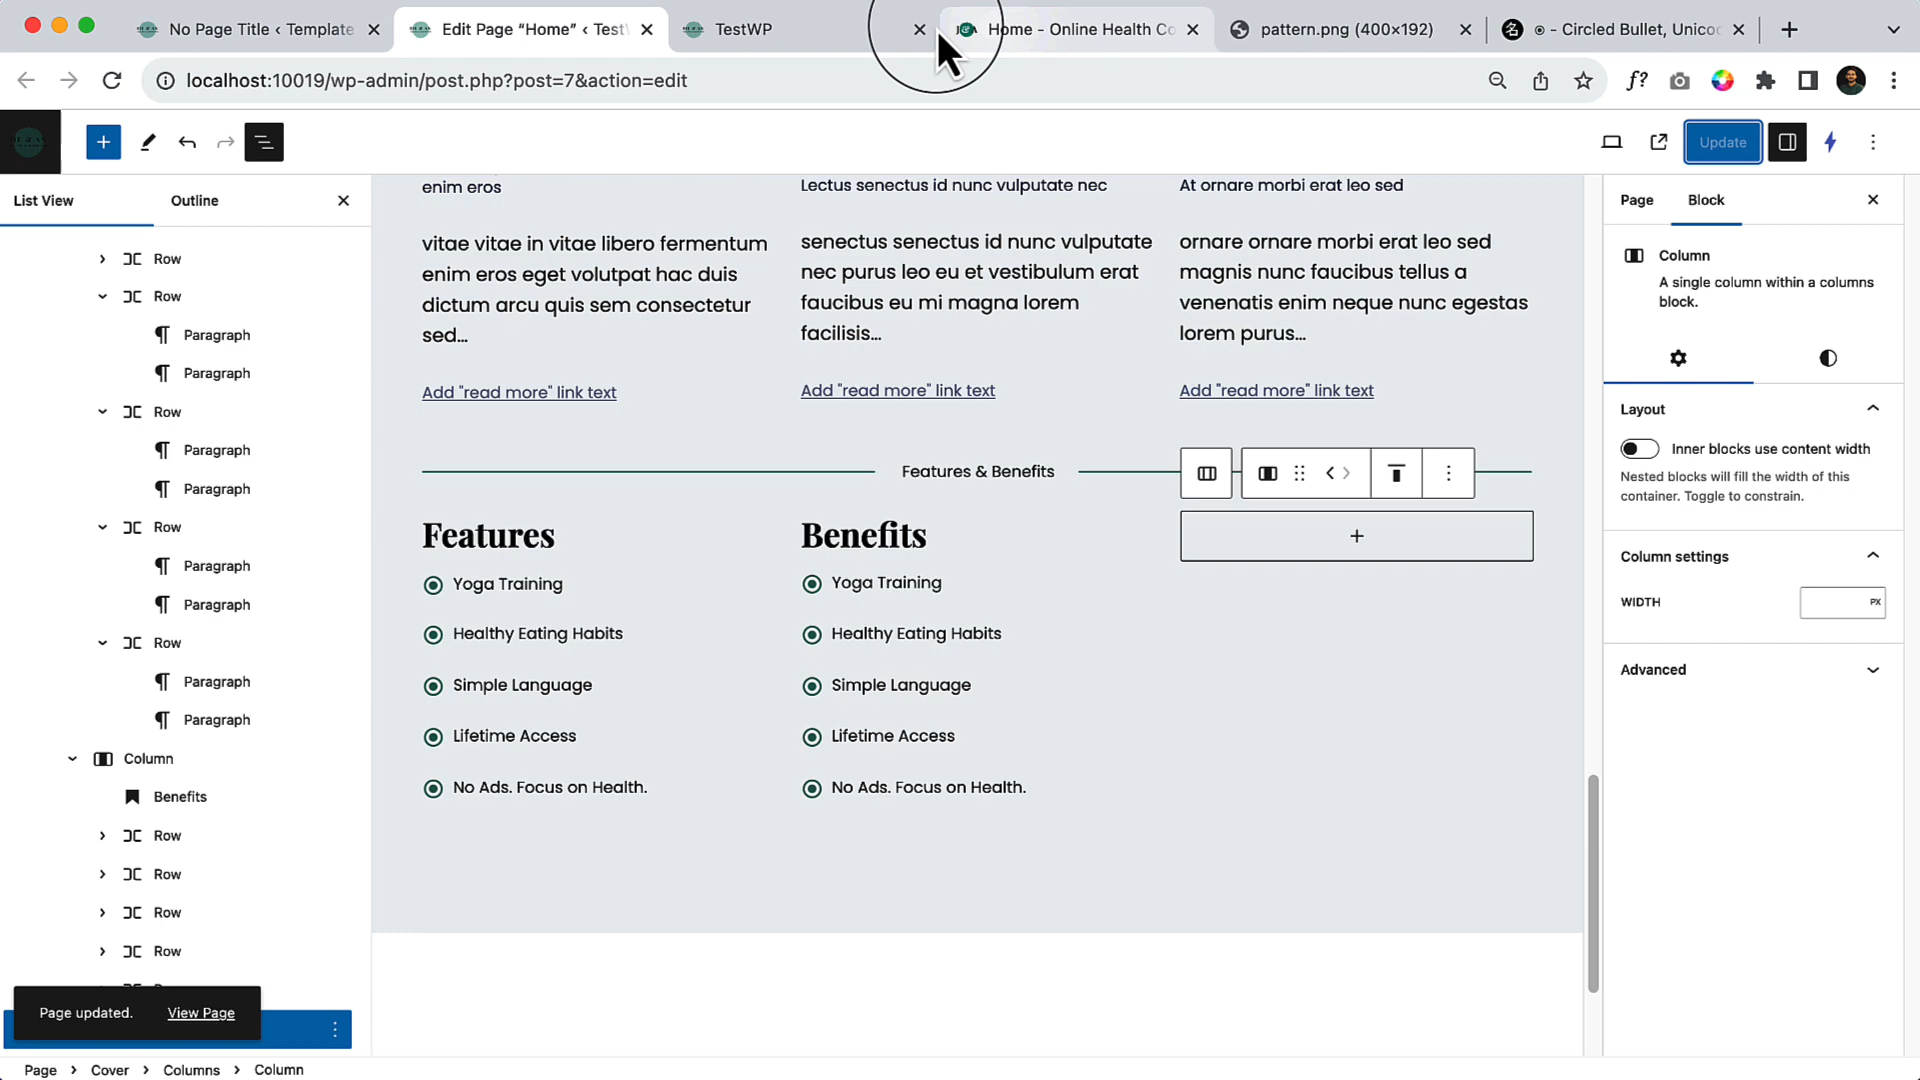 No Page Title ‹ Template
Edit Page “Home” ‹ Test
TestWP
Home - Online Health Co
pattern.png (400×192)
- Circled Bullet, Unicod
localhost:10019/wp-admin/post.php?post=7&action=edit
f?
Update
List View
Outline
Row
Row
Paragraph
Paragraph
Row
Paragraph
Paragraph
Row
Paragraph
Paragraph
Row
Paragraph
Paragraph
Column
Benefits
Row
Row
Row
Row
Page updated.
View Page
Page
Cover
Columns
Column
enim eros
vitae vitae in vitae libero fermentum
enim eros eget volutpat hac duis
dictum arcu quis sem consectetur
sed...
Add "read more" link text
Lectus senectus id nunc vulputate nec
senectus senectus id nunc vulputate
nec purus leo eu et vestibulum erat
faucibus eu mi magna lorem
facilisis...
Add "read more" link text
At ornare morbi erat leo sed
ornare ornare morbi erat leo sed
magnis nunc faucibus tellus a
venenatis enim neque nunc egestas
lorem purus...
Add "read more" link text
Features & Benefits
Features
Yoga Training
Healthy Eating Habits
Simple Language
Lifetime Access
No Ads. Focus on Health.
Benefits
Yoga Training
Healthy Eating Habits
Simple Language
Lifetime Access
No Ads. Focus on Health.
Page
Block
Column
A single column within a columns
block.
Layout
Inner blocks use content width
Nested blocks will fill the width of this
container. Toggle to constrain.
Column settings
WIDTH
PX
Advanced